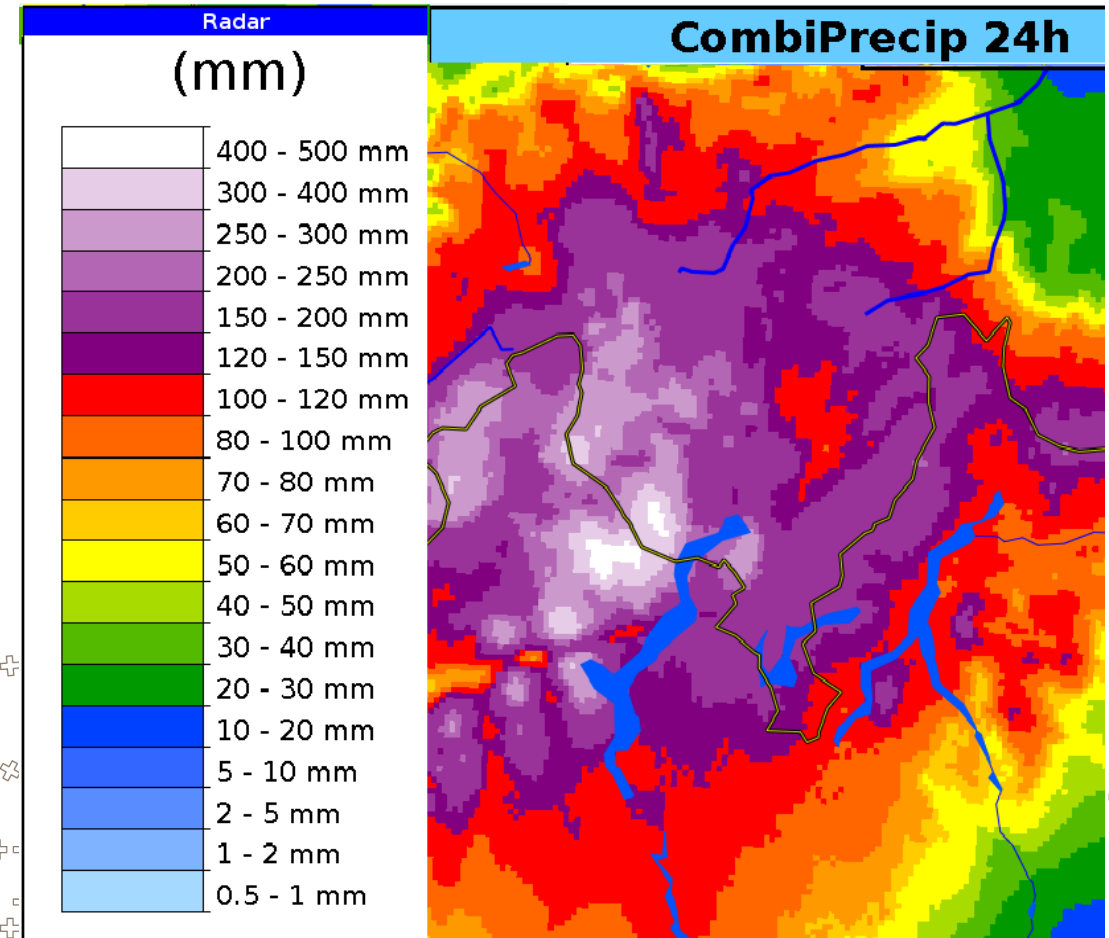 Radar
CombiPrecip 24h
(mm)
400 - 500 mm
300 - 400 mm
250 - 300 mm
200 - 250 mm
150 - 200 mm
120 - 150 mm
100 - 120 mm
80 - 100 mm
70 - 80 mm
60 - 70 mm
50 - 60 mm
40 - 50 mm
30 - 40 mm
20 - 30 mm
10 - 20 mm
5 - 10 mm
2 - 5 mm
1 - 2 mm
0.5 - 1 mm